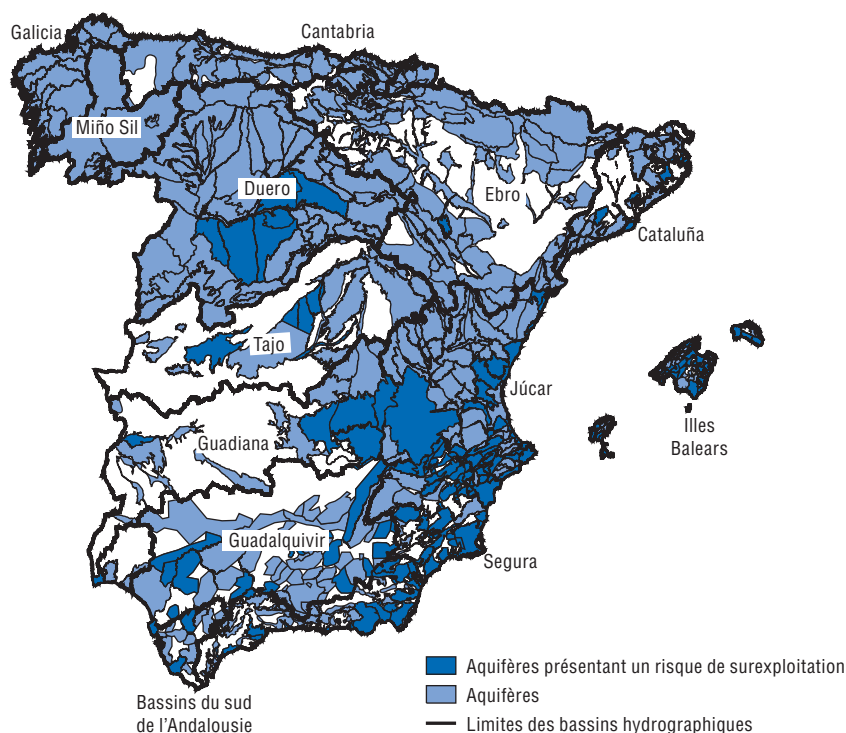 Galicia
Cantabria
Miño Sil
Duero
Ebro
Cataluña
Tajo
Júcar
Illes
Balears
Guadiana
Guadalquivir
Segura
Bassins du sud
de l'Andalousie
Aquifères présentant un risque de surexploitation
Aquifères
Limites des bassins hydrographiques